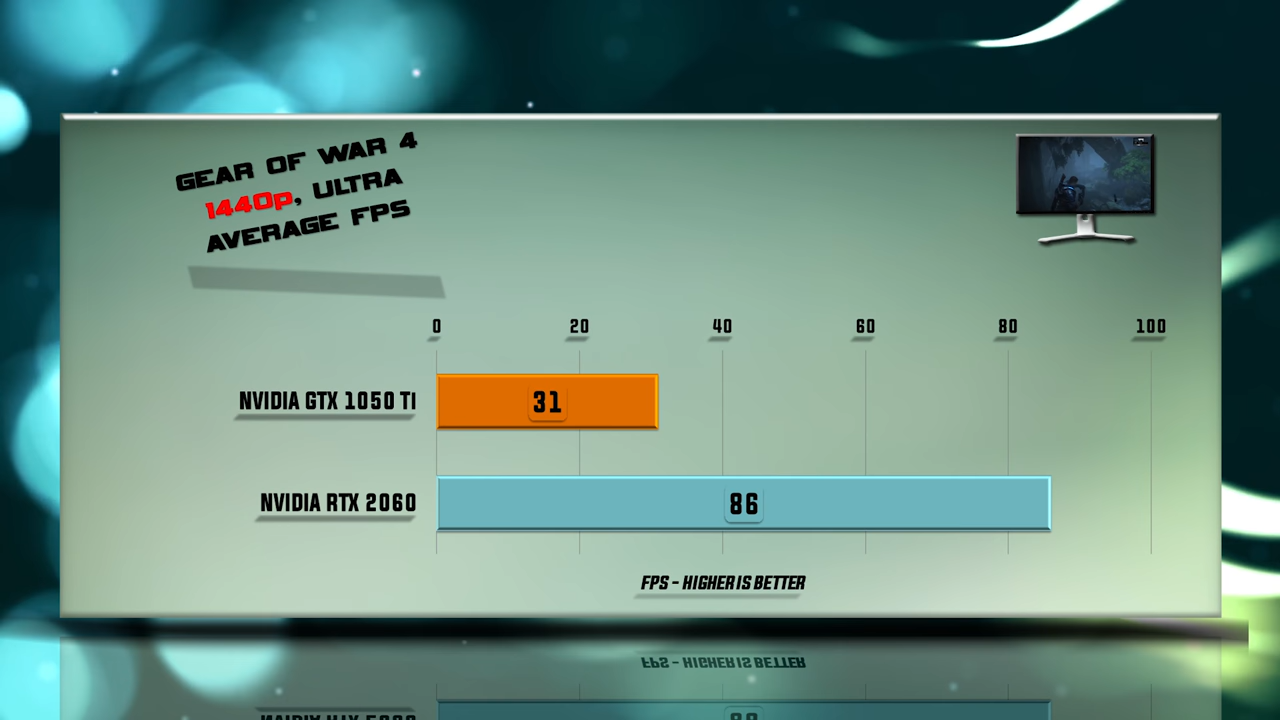 GEAR OF WAR 4
1440p, ULTRA
AVERAGE FPS
0 20 40 60 80 100
NVIDIA GTX 1050 TI 31
NVIDIA RTX 2060 86
FPS - HIGHER IS BETTER